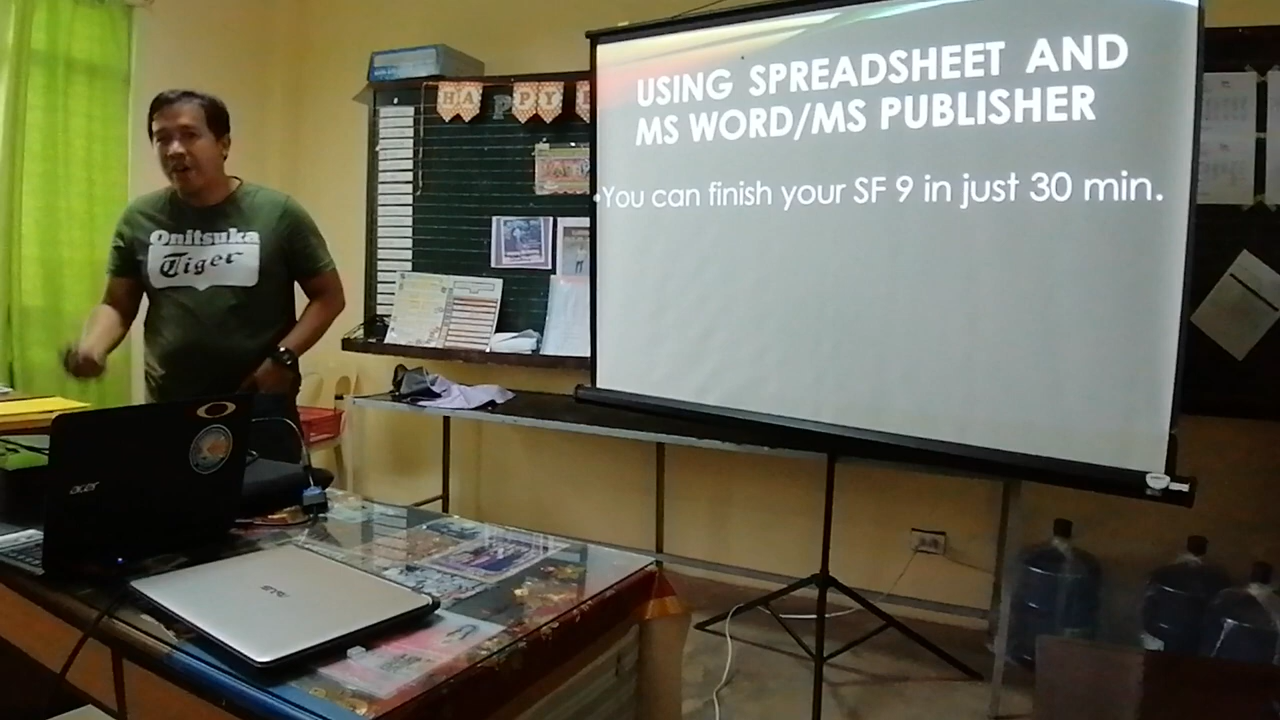 USING SPREADSHEET AND
MS WORD/MS PUBLISHER
•You can finish your SF 9 in just 30 min.
HAPPY
Onitsuka
Tiger
acer